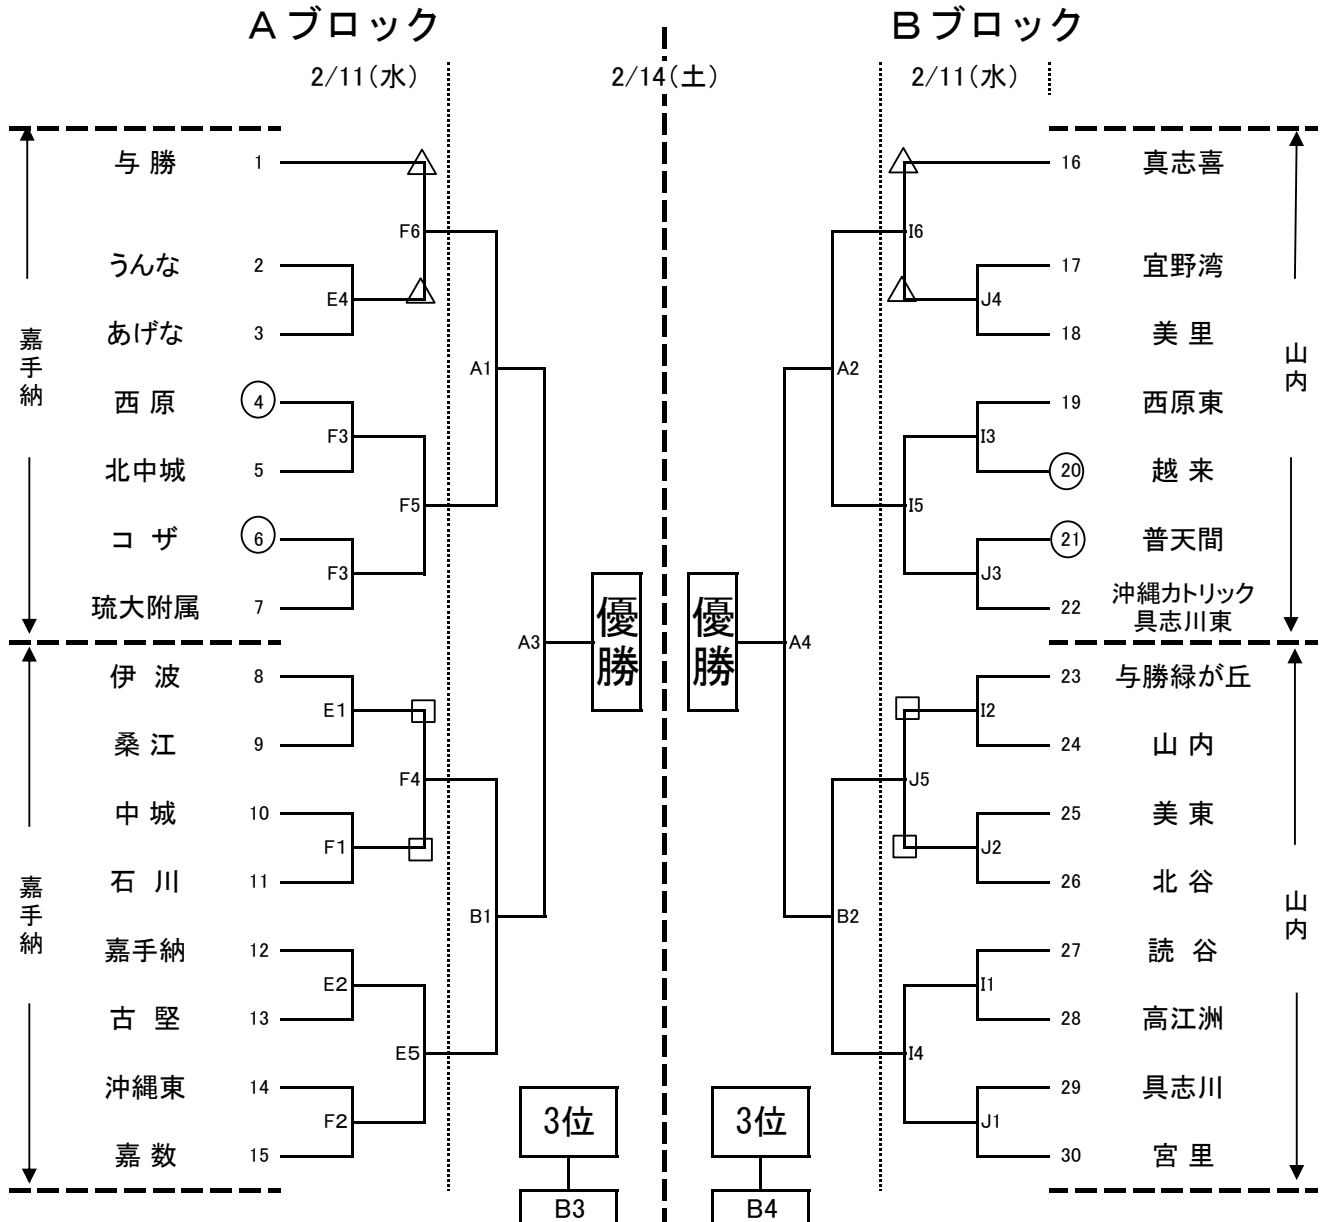 Aブロック
Bブロック
2/11(水)
2/14(土)
2/11(水)
嘉手納
与 勝 1
うんな 2
あげな 3
西 原 4
北中城 5
コ ザ 6
琉大附属 7
F6
E4
F3
F5
F3
A1
嘉手納
伊 波 8
桑 江 9
中 城 10
石 川 11
嘉手納 12
古 堅 13
沖縄東 14
嘉 数 15
E1
F4
F1
E2
E5
F2
B1
A3
優勝
優勝
A4
3位
B3
3位
B4
A2
I6
J4
I3
I5
J3
16 真志喜
17 宜野湾
18 美 里
19 西原東
20 越 来
21 普天間
22 沖縄カトリック
具志川東
山内
B2
I2
J5
J2
I1
I4
J1
23 与勝緑が丘
24 山 内
25 美 東
26 北 谷
27 読 谷
28 高江洲
29 具志川
30 宮 里
山内